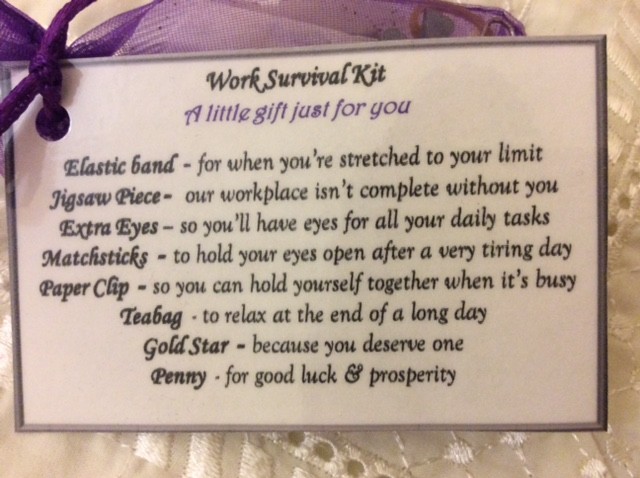 Work Survival Kit
A little gift just for you
Elastic band - for when you're stretched to your limit
Jigsaw Piece - our workplace isn't complete without you
Extra Eyes – so you'll have eyes for all your daily tasks
Matchsticks - to hold your eyes open after a very tiring day
Paper Clip - so you can hold yourself together when it's busy
Teabag - to relax at the end of a long day
Gold Star - because you deserve one
Penny - for good luck & prosperity